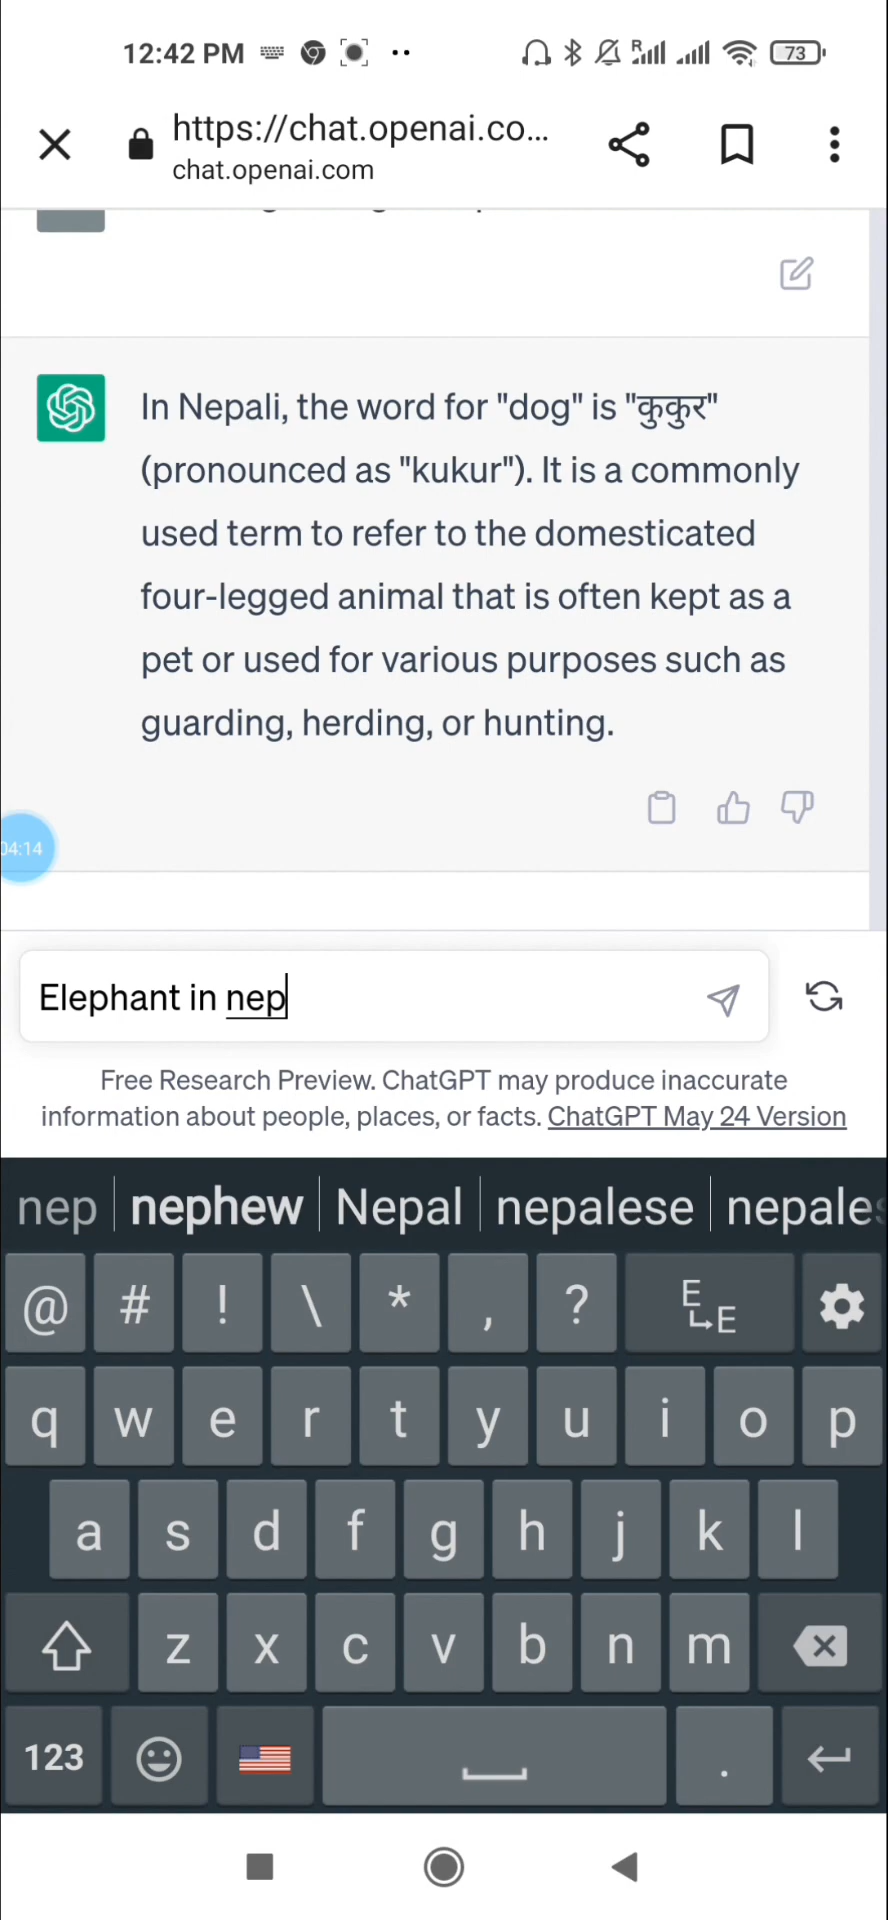 12:42 PM
73
https://chat.openai.co...
chat.openai.com
In Nepali, the word for "dog" is "कुकुर"
(pronounced as "kukur"). It is a commonly
used term to refer to the domesticated
four-legged animal that is often kept as a
pet or used for various purposes such as
guarding, herding, or hunting.
04:14
Elephant in nep
Free Research Preview. ChatGPT may produce inaccurate
information about people, places, or facts. ChatGPT May 24 Version
nep nephew Nepal nepalese nepales
@ # ! \ * , ? E E
q w e r t y u i o p
a s d f g h j k l
z x c v b n m
123 .